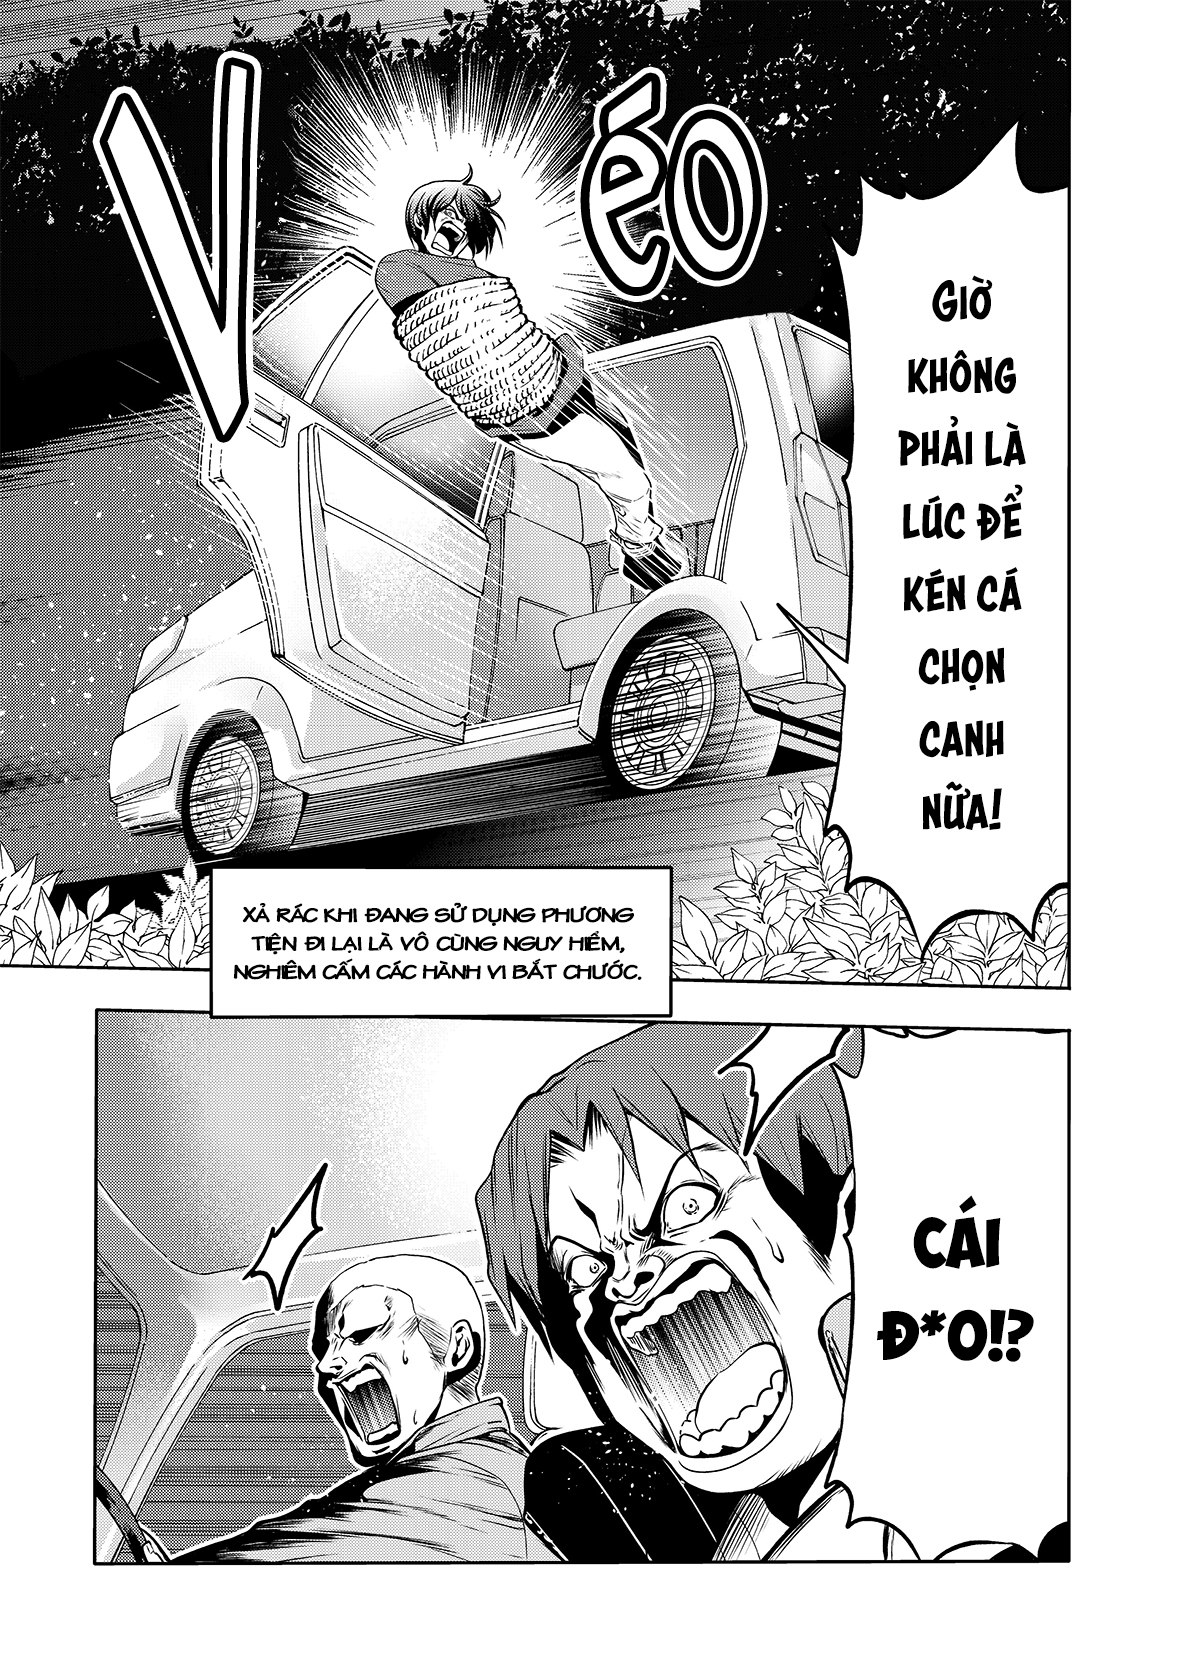 VÉO
GIỜ
KHÔNG
PHẢI LÀ
LÚC ĐỂ
KÉN CÁ
CHỌN
CANH
NỮA!
XẢ RÁC KHI ĐANG SỬ DỤNG PHƯƠNG
TIỆN ĐI LẠI LÀ VÔ CÙNG NGUY HIỂM,
NGHIÊM CẤM CÁC HÀNH VI BẮT CHƯỚC.
CÁI
Đ*O!?